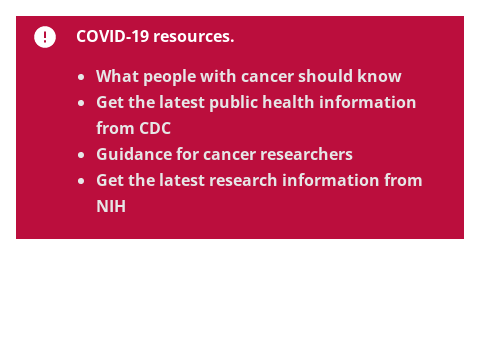 COVID-19 resources.
What people with cancer should know
Get the latest public health information
from CDC
Guidance for cancer researchers
Get the latest research information from
NIH